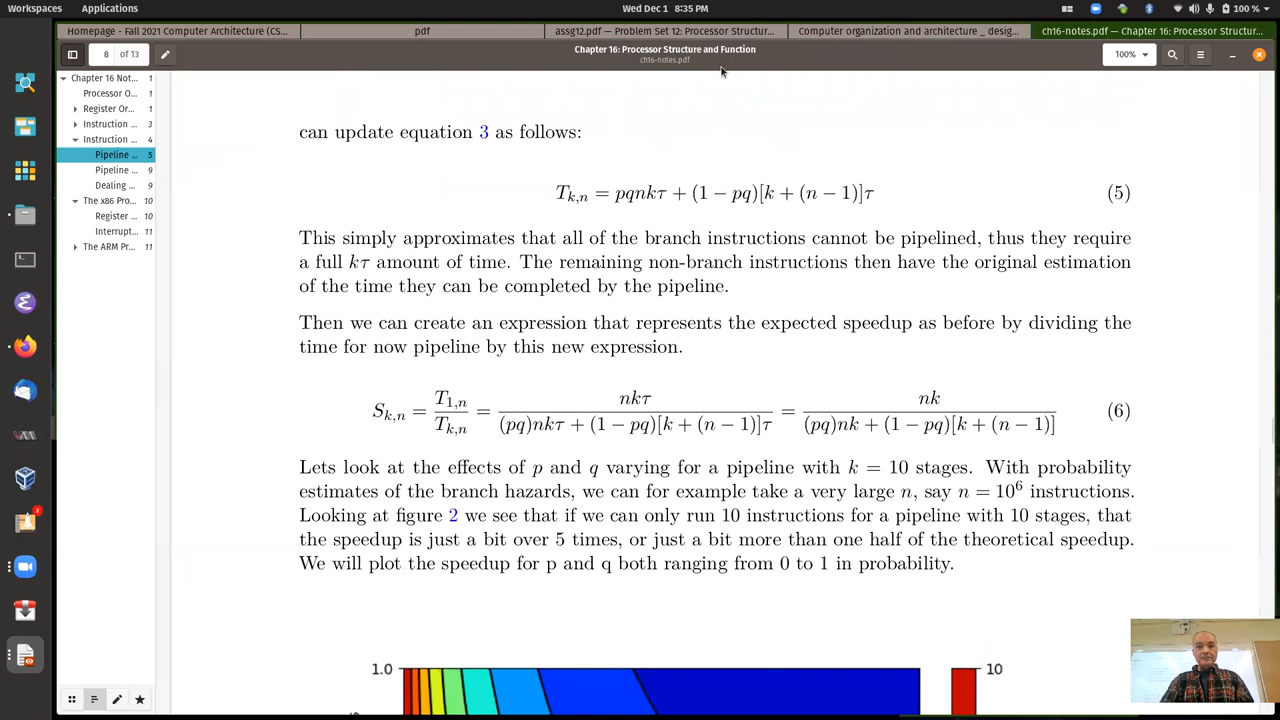 Workspaces Applications Wed Dec 1 8:35 PM 100 %
Homepage - Fall 2021 Computer Architecture (CS... pdf assg12.pdf — Problem Set 12: Processor Structur... Computer organization and architecture _ desig... ch16-notes.pdf — Chapter 16: Processor Structur...
6 of 13 Chapter 16: Processor Structure and Function 100%
ch16-notes.pdf
Chapter 16 Not... 1
Processor O... 1
Register Or... 1
Instruction ... 3
Instruction ... 4
Pipeline ... 5
Pipeline ... 9
Dealing ... 9
The x86 Pro... 10
Register ... 10
Interrupt... 11
The ARM Pr... 11
can update equation 3 as follows:
T_{k,n} = pqnkτ + (1 − pq)[k + (n − 1)]τ (5)
This simply approximates that all of the branch instructions cannot be pipelined, thus they require
a full kτ amount of time. The remaining non-branch instructions then have the original estimation
of the time they can be completed by the pipeline.
Then we can create an expression that represents the expected speedup as before by dividing the
time for now pipeline by this new expression.
S_{k,n} = T_{1,n} / T_{k,n} = nkτ / (pq)nkτ + (1 − pq)[k + (n − 1)]τ = nk / (pq)nk + (1 − pq)[k + (n − 1)] (6)
Lets look at the effects of p and q varying for a pipeline with k = 10 stages. With probability
estimates of the branch hazards, we can for example take a very large n, say n = 10^6 instructions.
Looking at figure 2 we see that if we can only run 10 instructions for a pipeline with 10 stages, that
the speedup is just a bit over 5 times, or just a bit more than one half of the theoretical speedup.
We will plot the speedup for p and q both ranging from 0 to 1 in probability.
1.0 10
2